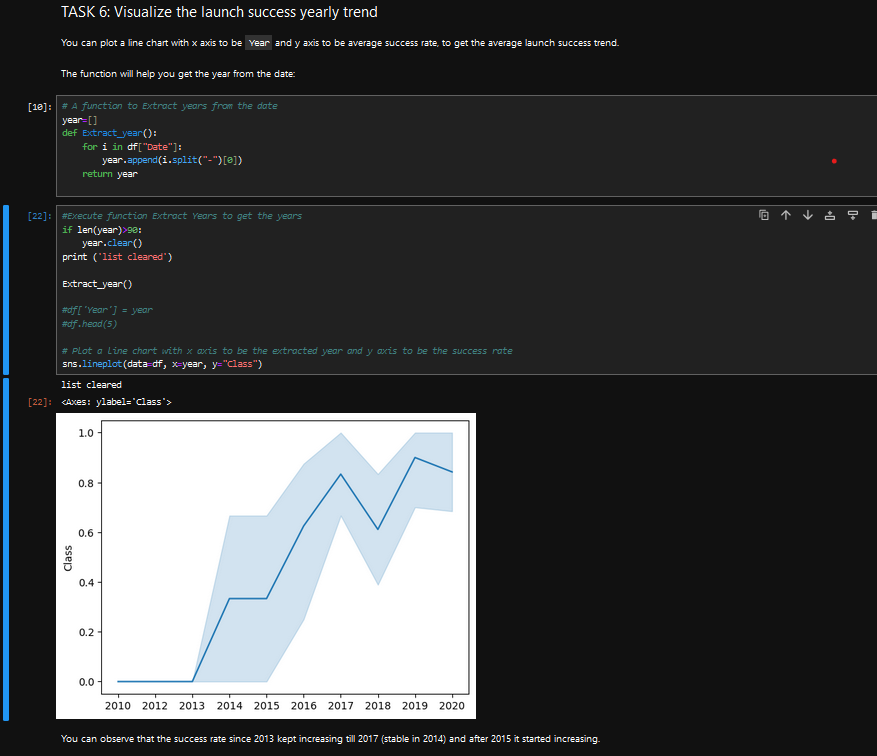 TASK 6: Visualize the launch success yearly trend
You can plot a line chart with x axis to be Year and y axis to be average success rate, to get the average launch success trend.
The function will help you get the year from the date:
[10]: # A function to Extract years from the date
year=[]
def Extract_year():
    for i in df["Date"]:
        year.append(i.split("-")[0])
    return year
[22]: #Execute function Extract Years to get the years
if len(year)>90:
    year.clear()
print ('list cleared')
Extract_year()
#df['Year'] = year
#df.head(5)
# Plot a line chart with x axis to be the extracted year and y axis to be the success rate
sns.lineplot(data=df, x=year, y="Class")
list cleared
[22]: <Axes: ylabel='Class'>
1.0
0.8
0.6
0.4
0.2
0.0
Class
2010 2012 2013 2014 2015 2016 2017 2018 2019 2020
You can observe that the success rate since 2013 kept increasing till 2017 (stable in 2014) and after 2015 it started increasing.